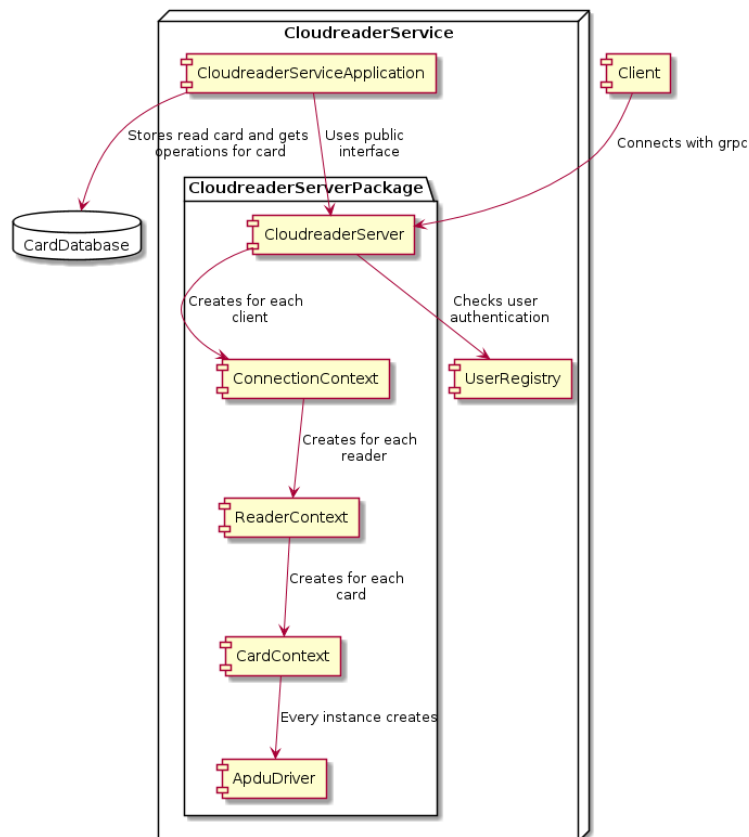 CloudreaderService
CloudreaderServiceApplication
Client
Stores read card and gets
operations for card
Uses public
interface
Connects with grpc
CloudreaderServerPackage
CloudreaderServer
CardDatabase
Creates for each
client
Checks user
authentication
ConnectionContext
UserRegistry
Creates for each
reader
ReaderContext
Creates for each
card
CardContext
Every instance creates
ApduDriver